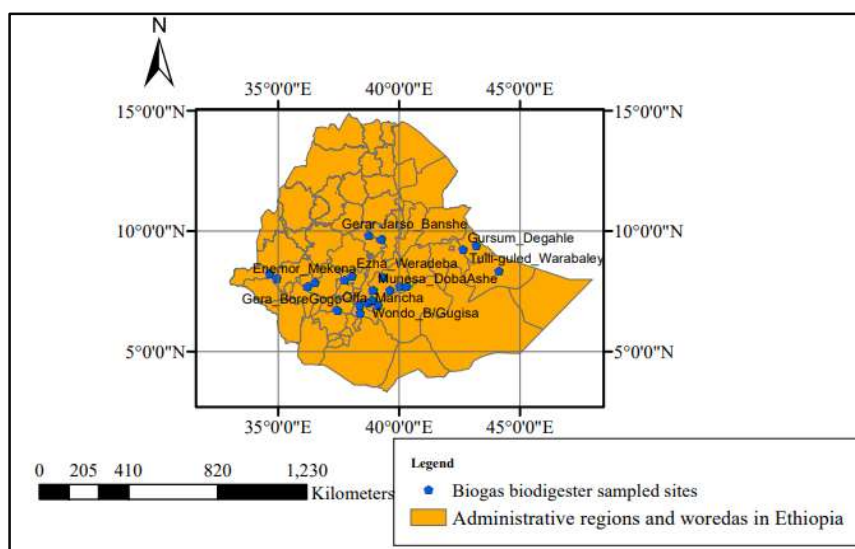 N
35°0'0"E 40°0'0"E 45°0'0"E
15°0'0"N 15°0'0"N
10°0'0"N 10°0'0"N
Gerar Jarso_Banshe
Gursum_Degahle
Tulli-guled_Warabaley
Enemor_Mekena Ezha_Weradeba
Munesa_DobaAshe
Gera_BoreGogo Offa_Mancha
Wondo_B/Gugisa
5°0'0"N 5°0'0"N
35°0'0"E 40°0'0"E 45°0'0"E
0 205 410 820 1,230
Kilometers
Legend
Biogas biodigester sampled sites
Administrative regions and woredas in Ethiopia